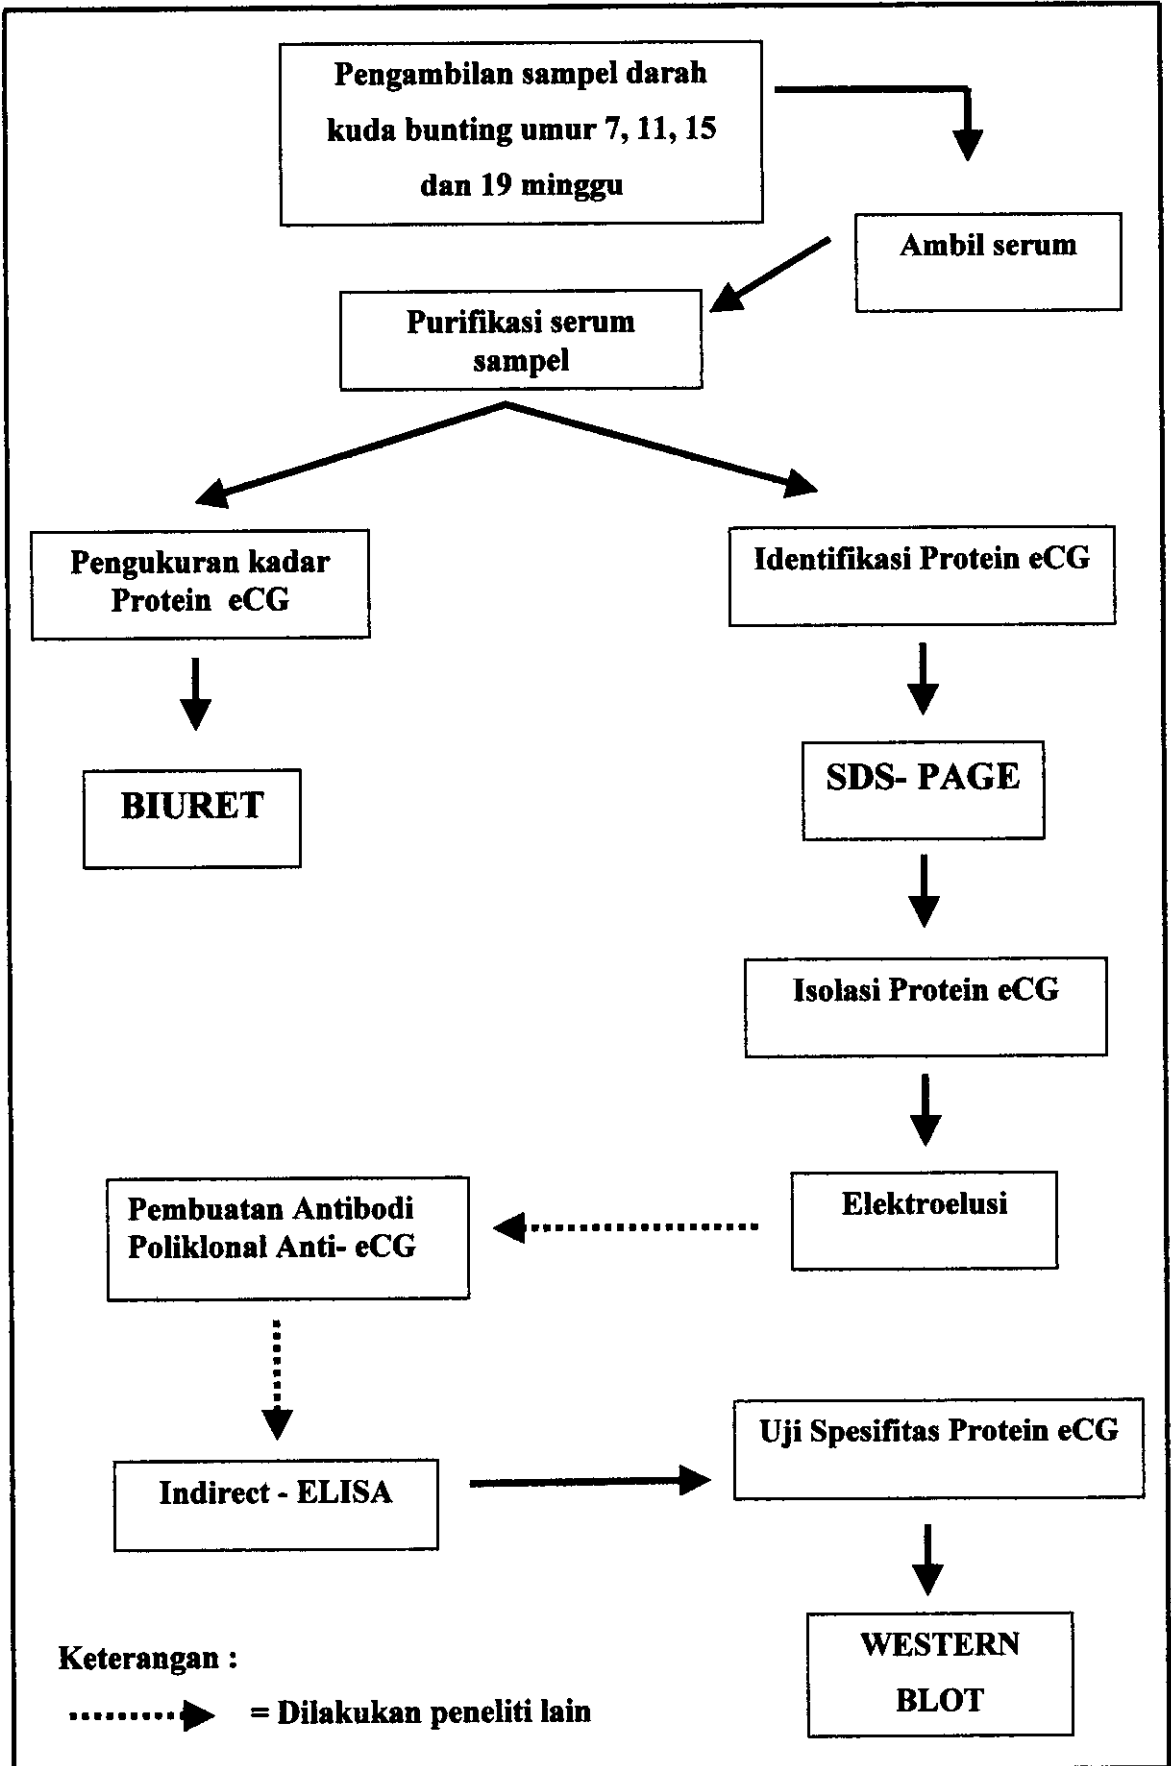 Pengambilan sampel darah
kuda bunting umur 7, 11, 15
dan 19 minggu
Ambil serum
Purifikasi serum
sampel
Pengukuran kadar
Protein eCG
Identifikasi Protein eCG
BIURET
SDS- PAGE
Isolasi Protein eCG
Elektroelusi
Pembuatan Antibodi
Poliklonal Anti- eCG
Indirect - ELISA
Uji Spesifitas Protein eCG
WESTERN
BLOT
Keterangan :
= Dilakukan peneliti lain